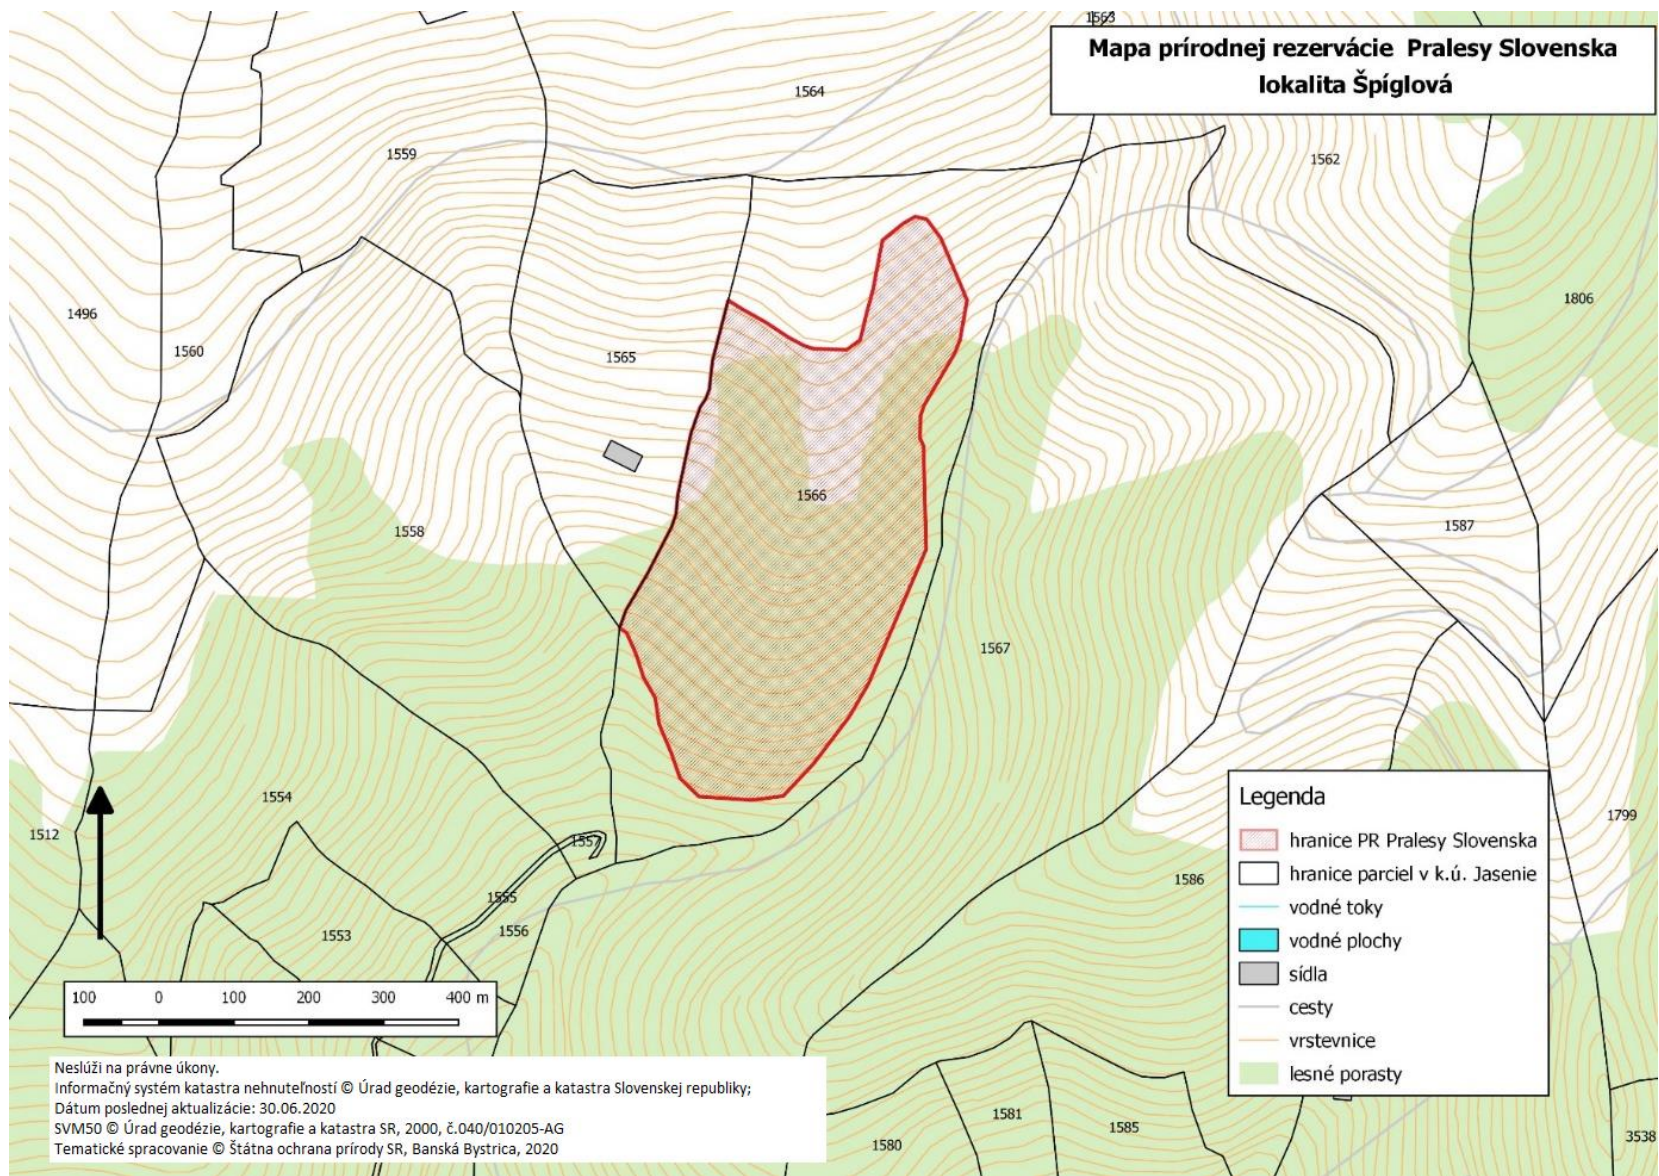 Mapa prírodnej rezervácie Pralesy Slovenska
lokalita Špíglová
1563
1564
1559
1562
1496
1560
1565
1806
1566
1558
1587
1567
1554
1512
1557
1799
1555
1556
1586
1553
1581
1585
1580
3538
Legenda
hranice PR Pralesy Slovenska
hranice parciel v k.ú. Jasenie
vodné toky
vodné plochy
sídla
cesty
vrstevnice
lesné porasty
100 0 100 200 300 400 m
Neslúži na právne úkony.
Informačný systém katastra nehnuteľností © Úrad geodézie, kartografie a katastra Slovenskej republiky;
Dátum poslednej aktualizácie: 30.06.2020
SVM50 © Úrad geodézie, kartografie a katastra SR, 2000, č.040/010205-AG
Tematické spracovanie © Štátna ochrana prírody SR, Banská Bystrica, 2020